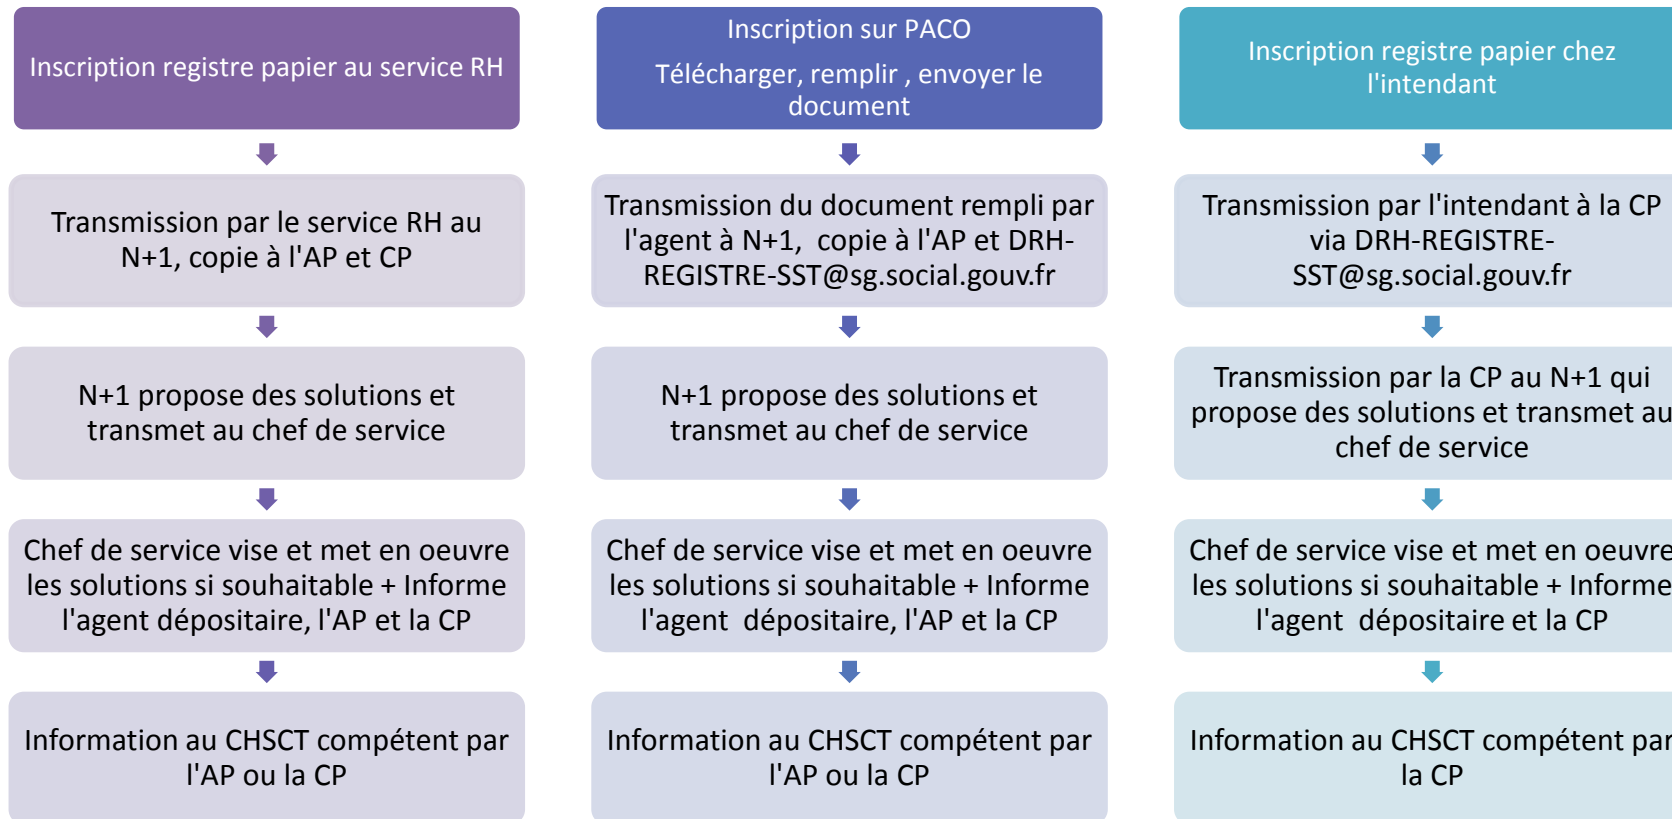 Inscription registre papier au service RH
Transmission par le service RH au
N+1, copie à l'AP et CP
N+1 propose des solutions et
transmet au chef de service
Chef de service vise et met en oeuvre
les solutions si souhaitable + Informe
l'agent dépositaire, l'AP et la CP
Information au CHSCT compétent par
l'AP ou la CP
Inscription sur PACO
Télécharger, remplir , envoyer le
document
Transmission du document rempli par
l'agent à N+1, copie à l'AP et DRH-
REGISTRE-SST@sg.social.gouv.fr
N+1 propose des solutions et
transmet au chef de service
Chef de service vise et met en oeuvre
les solutions si souhaitable + Informe
l'agent dépositaire, l'AP et la CP
Information au CHSCT compétent par
l'AP ou la CP
Inscription registre papier chez
l'intendant
Transmission par l'intendant à la CP
via DRH-REGISTRE-
SST@sg.social.gouv.fr
Transmission par la CP au N+1 qui
propose des solutions et transmet au
chef de service
Chef de service vise et met en oeuvre
les solutions si souhaitable + Informe
l'agent dépositaire et la CP
Information au CHSCT compétent par
la CP